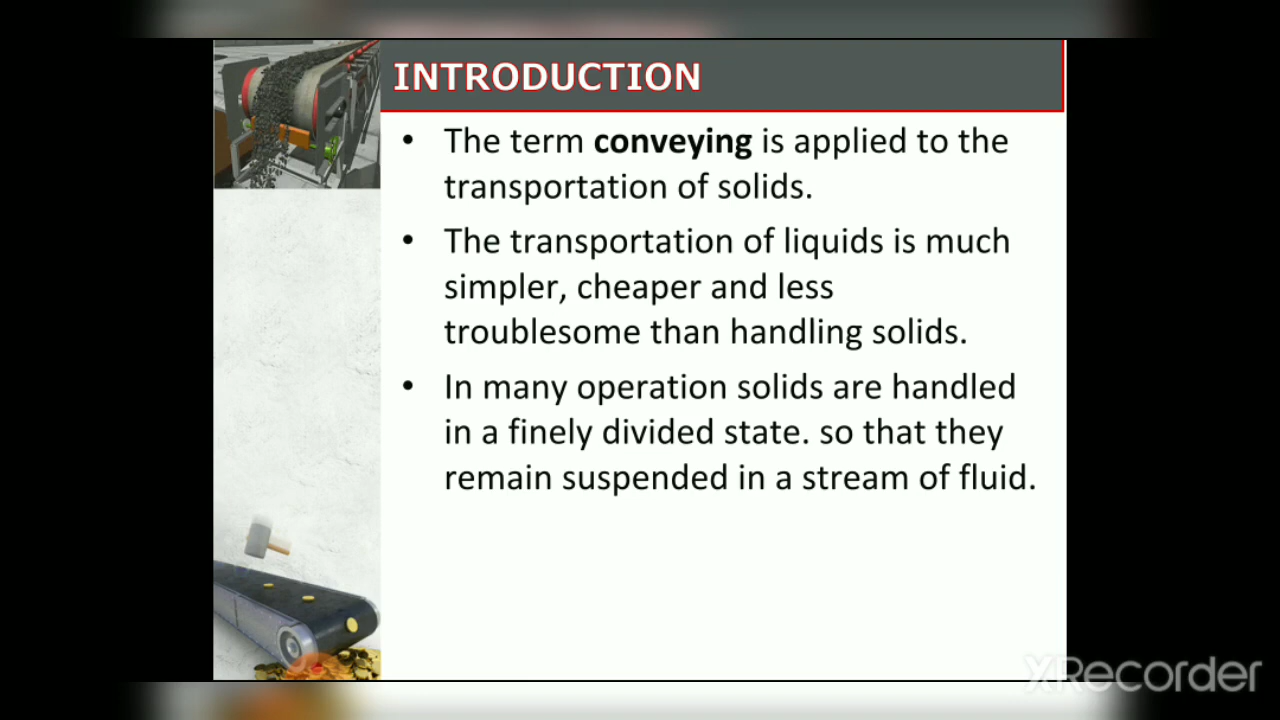 INTRODUCTION
• The term conveying is applied to the
transportation of solids.
• The transportation of liquids is much
simpler, cheaper and less
troublesome than handling solids.
• In many operation solids are handled
in a finely divided state. so that they
remain suspended in a stream of fluid.
XRecorder